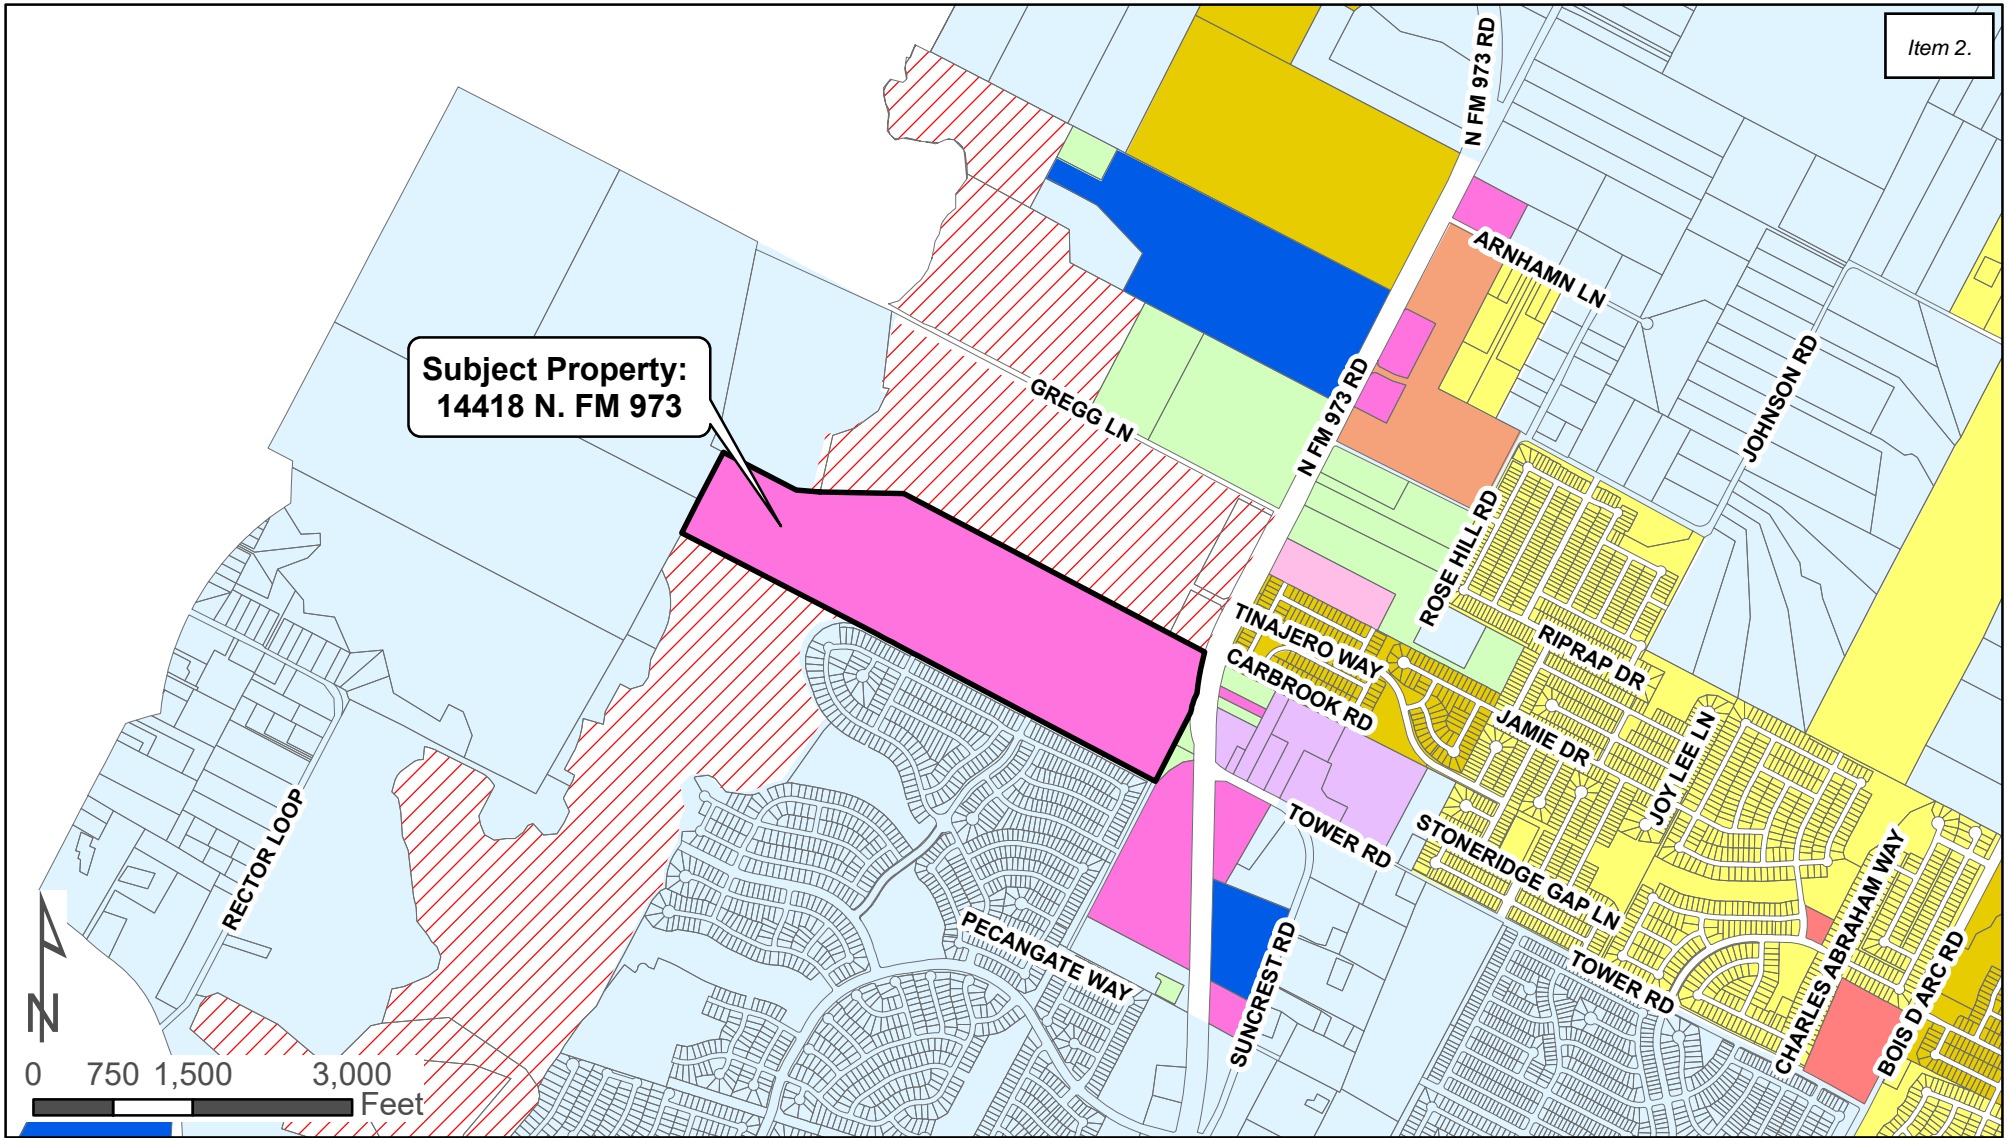 Item 2.
N FM 973 RD
ARNHAMN LN
JOHNSON RD
Subject Property:
14418 N. FM 973
GREGG LN
N FM 973 RD
ROSE HILL RD
TINAJERO WAY
RIPRAP DR
CARBROOK RD
JAMIE DR
JOY LEE LN
TOWER RD
STONERIDGE GAP LN
RECTOR LOOP
PECANGATE WAY
SUNCREST RD
TOWER RD
CHARLES ABRAHAM WAY
BOIS D ARC RD
N
0 750 1,500 3,000
Feet